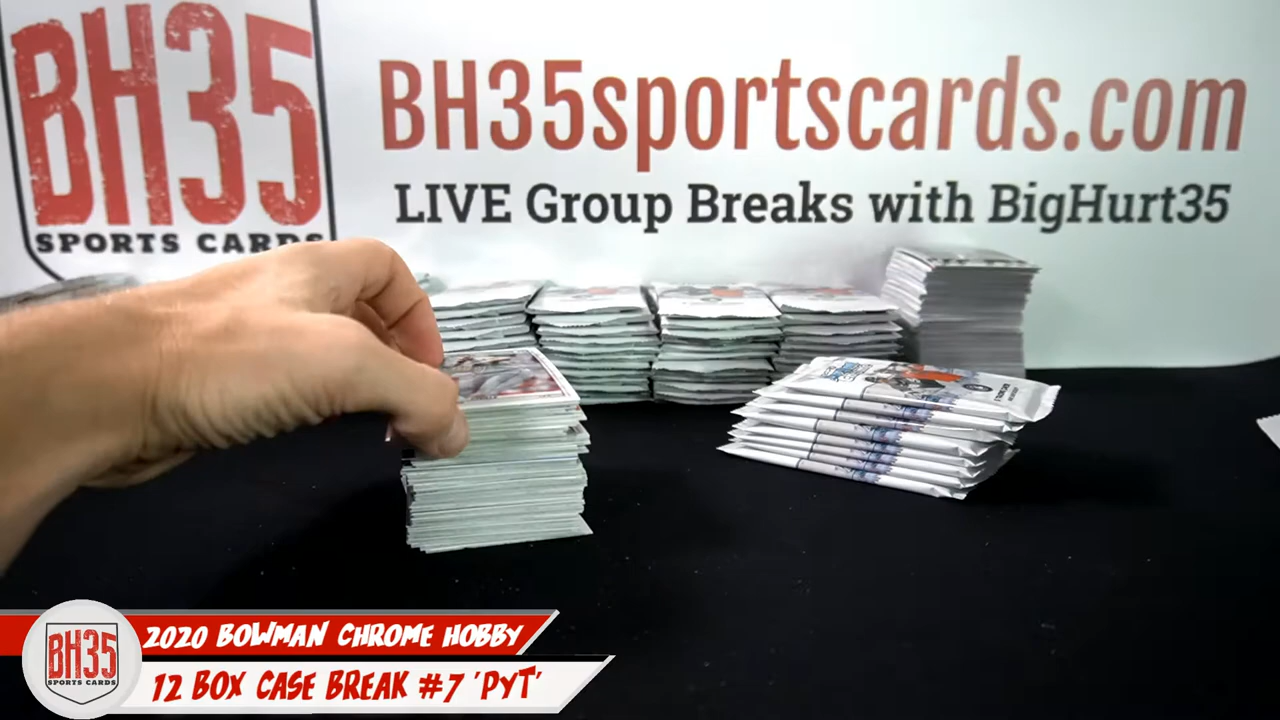 BH35
SPORTS CARDS
BH35sportscards.com
LIVE Group Breaks with BigHurt35
BH35
SPORTS CARDS
2020 BOWMAN CHROME HOBBY
12 BOX CASE BREAK #7 'PYT'